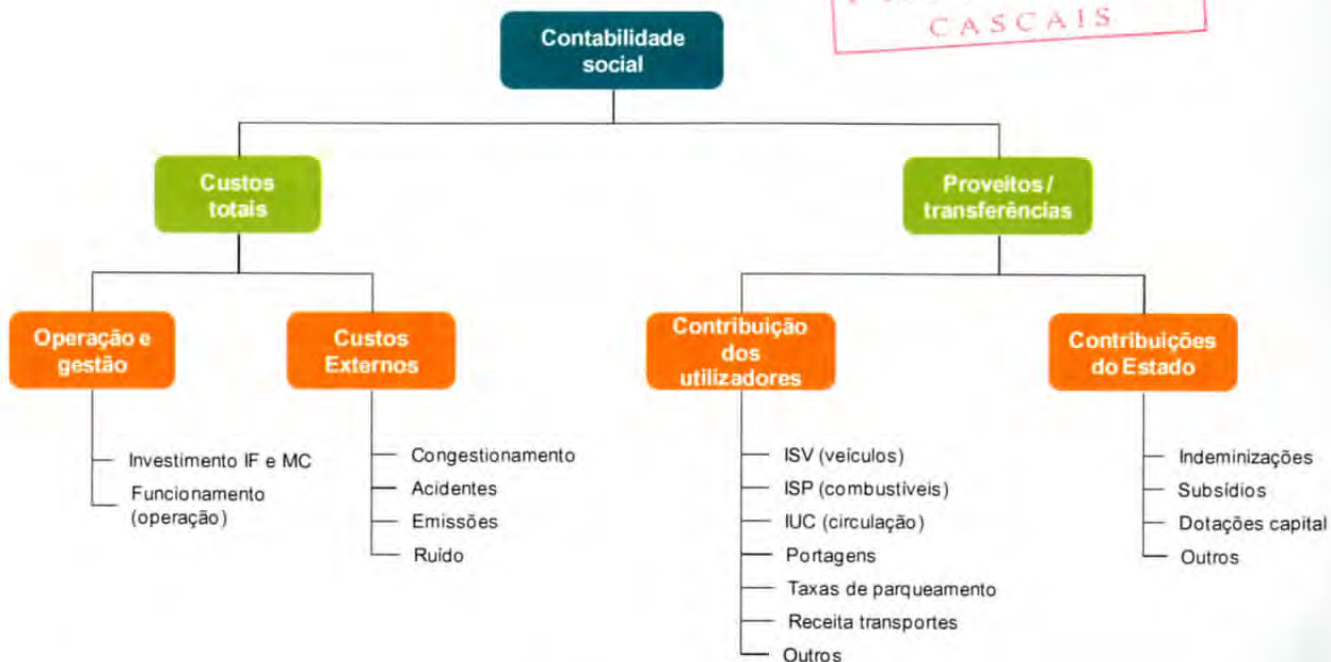 CASCAIS
Contabilidade
social
Custos
totais
Proveitos /
transferências
Operação e
gestão
Custos
Externos
Contribuição
dos
utilizadores
Contribuições
do Estado
Investimento IF e MC
Funcionamento
(operação)
Congestionamento
Acidentes
Emissões
Ruído
ISV (veículos)
ISP (combustíveis)
IUC (circulação)
Portagens
Taxas de parqueamento
Receita transportes
Outros
Indeminizações
Subsídios
Dotações capital
Outros